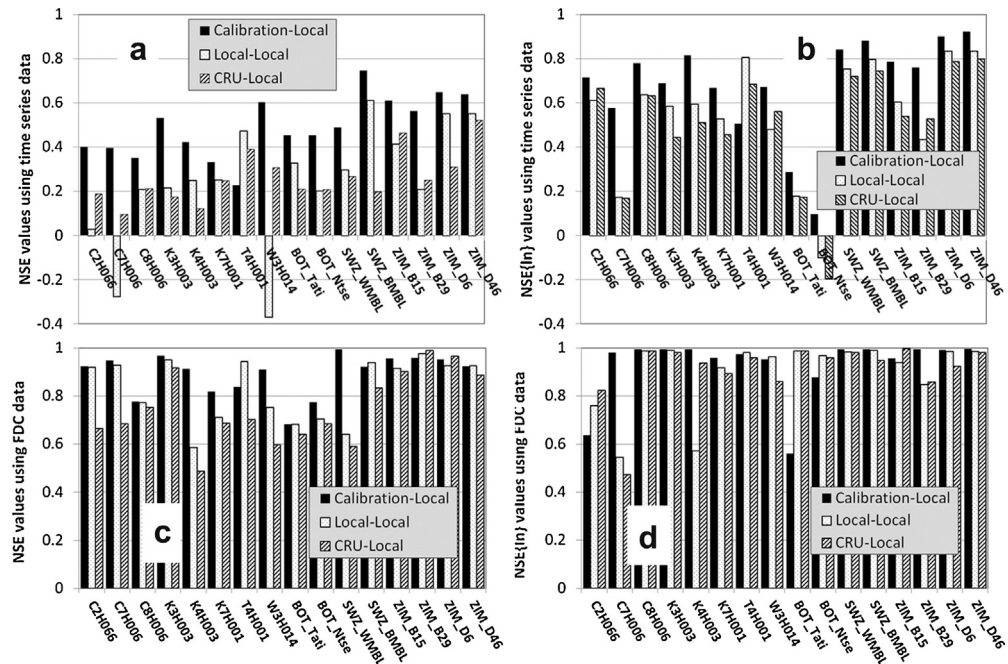 a
NSE values using time series data
1
0.8
0.6
0.4
0.2
0
-0.2
-0.4
Calibration-Local
Local-Local
CRU-Local
C2H066
C7H006
C8H006
K3H003
K4H003
K7H001
T4H001
W3H014
BOT_Tati
BOT_Ntse
SWZ_WMBL
SWZ_BMBL
ZIM_B15
ZIM_B29
ZIM_D6
ZIM_D46
b
NSE{ln} values using time series data
1
0.8
0.6
0.4
0.2
0
-0.2
-0.4
Calibration-Local
Local-Local
CRU-Local
C2H066
C7H006
C8H006
K3H003
K4H003
K7H001
T4H001
W3H014
BOT_Tati
BOT_Ntse
SWZ_WMBL
SWZ_BMBL
ZIM_B15
ZIM_B29
ZIM_D6
ZIM_D46
c
NSE values using FDC data
1
0.8
0.6
0.4
0.2
0
Calibration-Local
Local-Local
CRU-Local
C2H066
C7H006
C8H006
K3H003
K4H003
K7H001
T4H001
W3H014
BOT_Tati
BOT_Ntse
SWZ_WMBL
SWZ_BMBL
ZIM_B15
ZIM_B29
ZIM_D6
ZIM_D46
d
NSE{ln} values using FDC data
1
0.8
0.6
0.4
0.2
0
Calibration-Local
Local-Local
CRU-Local
C2H066
C7H006
C8H006
K3H003
K4H003
K7H001
T4H001
W3H014
BOT_Tati
BOT_Ntse
SWZ_WMBL
SWZ_BMBL
ZIM_B15
ZIM_B29
ZIM_D6
ZIM_D46